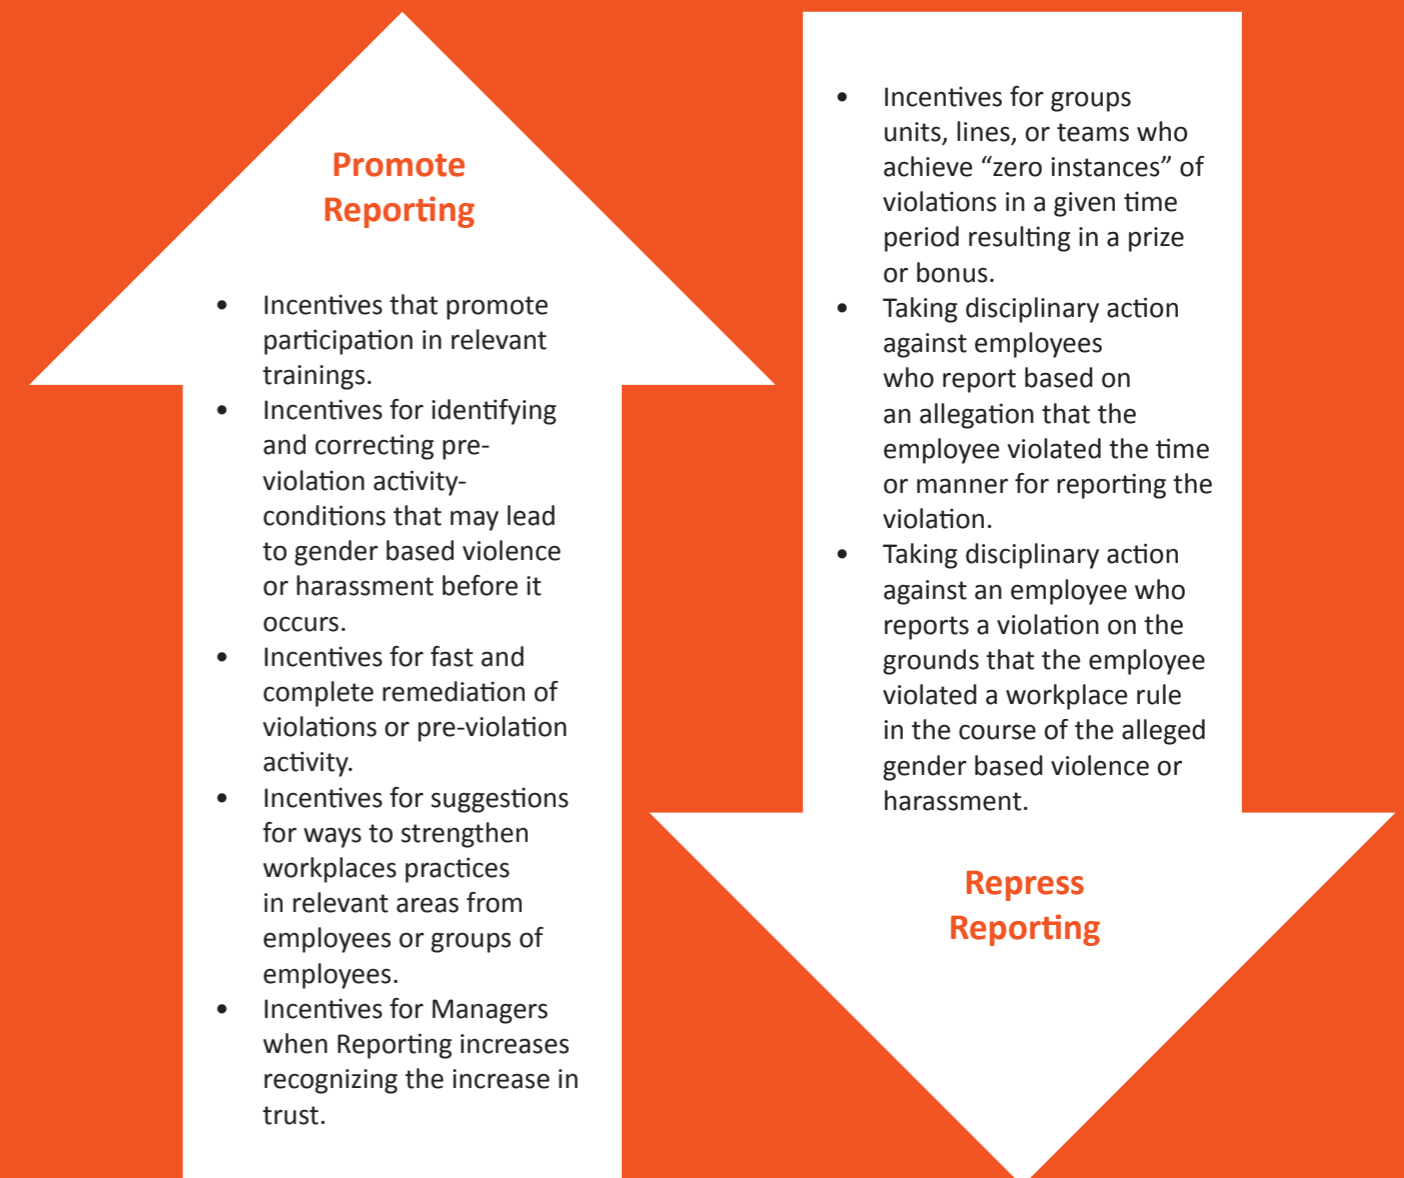 Promote
Reporting
• Incentives that promote
participation in relevant
trainings.
• Incentives for identifying
and correcting pre-
violation activity-
conditions that may lead
to gender based violence
or harassment before it
occurs.
• Incentives for fast and
complete remediation of
violations or pre-violation
activity.
• Incentives for suggestions
for ways to strengthen
workplaces practices
in relevant areas from
employees or groups of
employees.
• Incentives for Managers
when Reporting increases
recognizing the increase in
trust.
• Incentives for groups
units, lines, or teams who
achieve “zero instances” of
violations in a given time
period resulting in a prize
or bonus.
• Taking disciplinary action
against employees
who report based on
an allegation that the
employee violated the time
or manner for reporting the
violation.
• Taking disciplinary action
against an employee who
reports a violation on the
grounds that the employee
violated a workplace rule
in the course of the alleged
gender based violence or
harassment.
Repress
Reporting